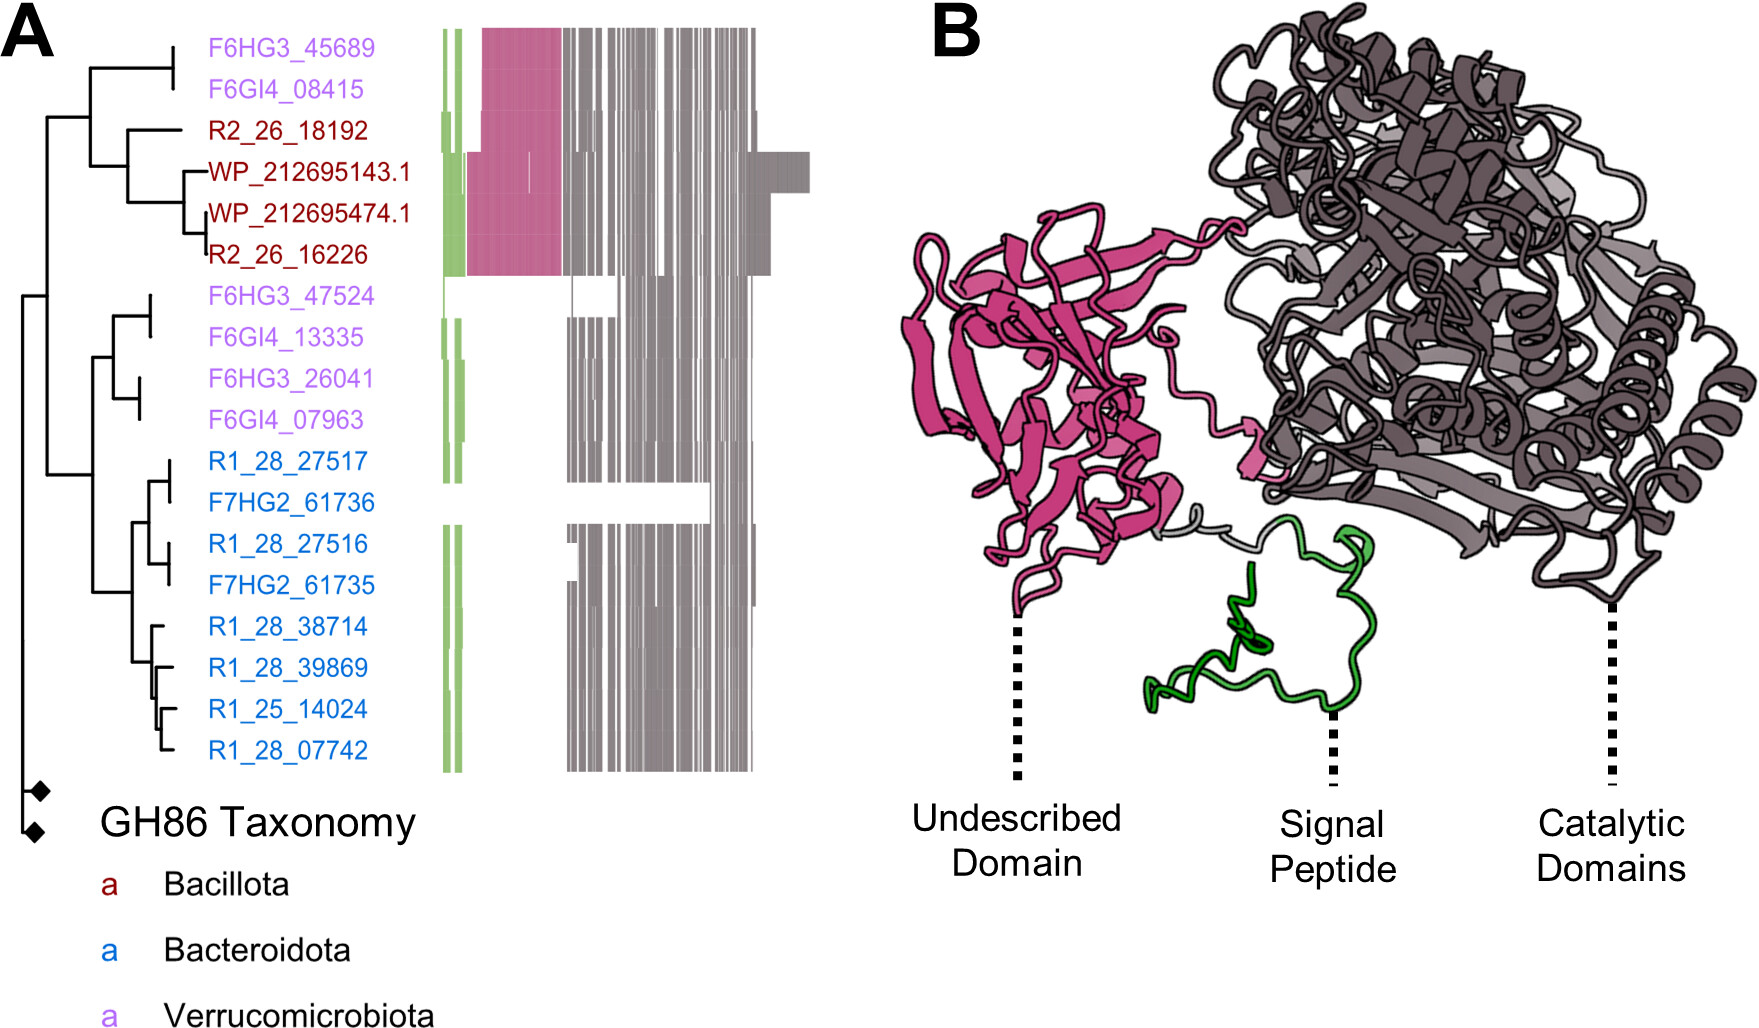 A
F6HG3_45689
F6GI4_08415
R2_26_18192
WP_212695143.1
WP_212695474.1
R2_26_16226
F6HG3_47524
F6GI4_13335
F6HG3_26041
F6GI4_07963
R1_28_27517
F7HG2_61736
R1_28_27516
F7HG2_61735
R1_28_38714
R1_28_39869
R1_25_14024
R1_28_07742
GH86 Taxonomy
a Bacillota
a Bacteroidota
a Verrucomicrobiota
B
Undescribed
Domain
Signal
Peptide
Catalytic
Domains